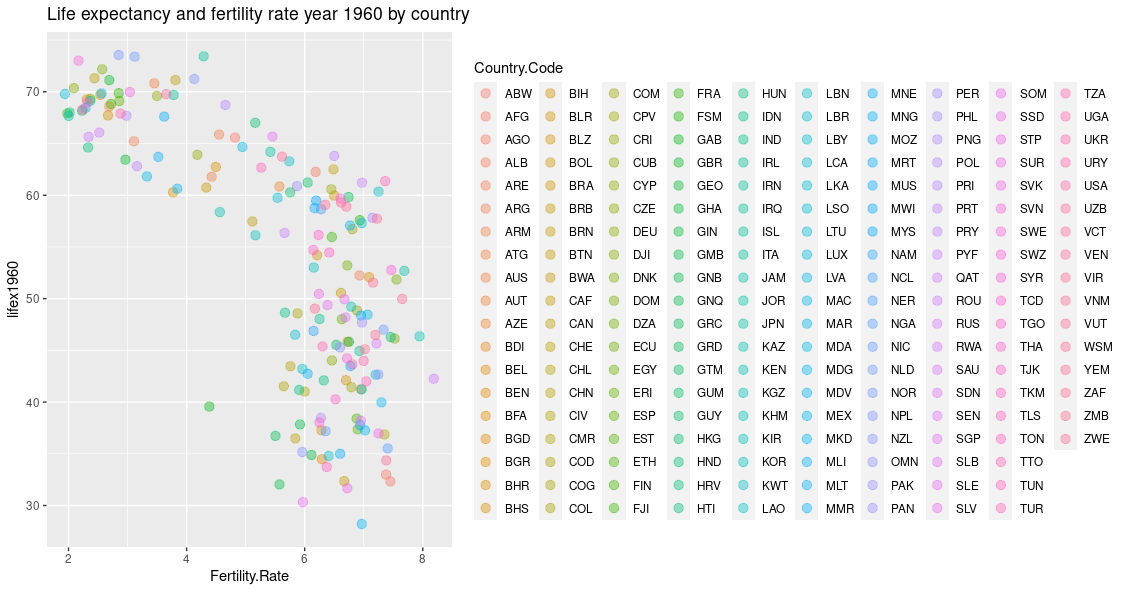 Life expectancy and fertility rate year 1960 by country
lifex1960
70
60
50
40
30
2 4 6 8
Fertility.Rate
Country.Code
ABW BIH COM FRA HUN LBN MNE PER SOM TZA
AFG BLR CPV FSM IDN LBR MNG PHL SSD UGA
AGO BLZ CRI GAB IND LBY MOZ PNG STP UKR
ALB BOL CUB GBR IRL LCA MRT POL SUR URY
ARE BRA CYP GEO IRN LKA MUS PRI SVK USA
ARG BRB CZE GHA IRQ LSO MWI PRT SVN UZB
ARM BRN DEU GIN ISL LTU MYS PRY SWE VCT
ATG BTN DJI GMB ITA LUX NAM PYF SWZ VEN
AUS BWA DNK GNB JAM LVA NCL QAT SYR VIR
AUT CAF DOM GNQ JOR MAC NER ROU TCD VNM
AZE CAN DZA GRC JPN MAR NGA RUS TGO VUT
BDI CHE ECU GRD KAZ MDA NIC RWA THA WSM
BEL CHL EGY GTM KEN MDG NLD SAU TJK YEM
BEN CHN ERI GUM KGZ MDV NOR SDN TKM ZAF
BFA CIV ESP GUY KHM MEX NPL SEN TLS ZMB
BGD CMR EST HKG KIR MKD NZL SGP TON ZWE
BGR COD ETH HND KOR MLI OMN SLB TTO
BHR COG FIN HRV KWT MLT PAK SLE TUN
BHS COL FJI HTI LAO MMR PAN SLV TUR